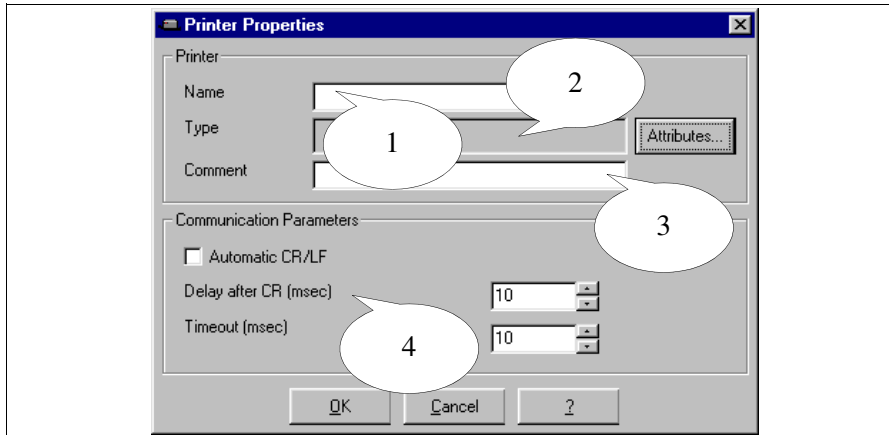 Printer Properties
Printer
Name
2
Type
1
Attributes...
Comment
3
Communication Parameters
Automatic CR/LF
Delay after CR (msec)
10
Timeout (msec)
10
4
OK
Cancel
?